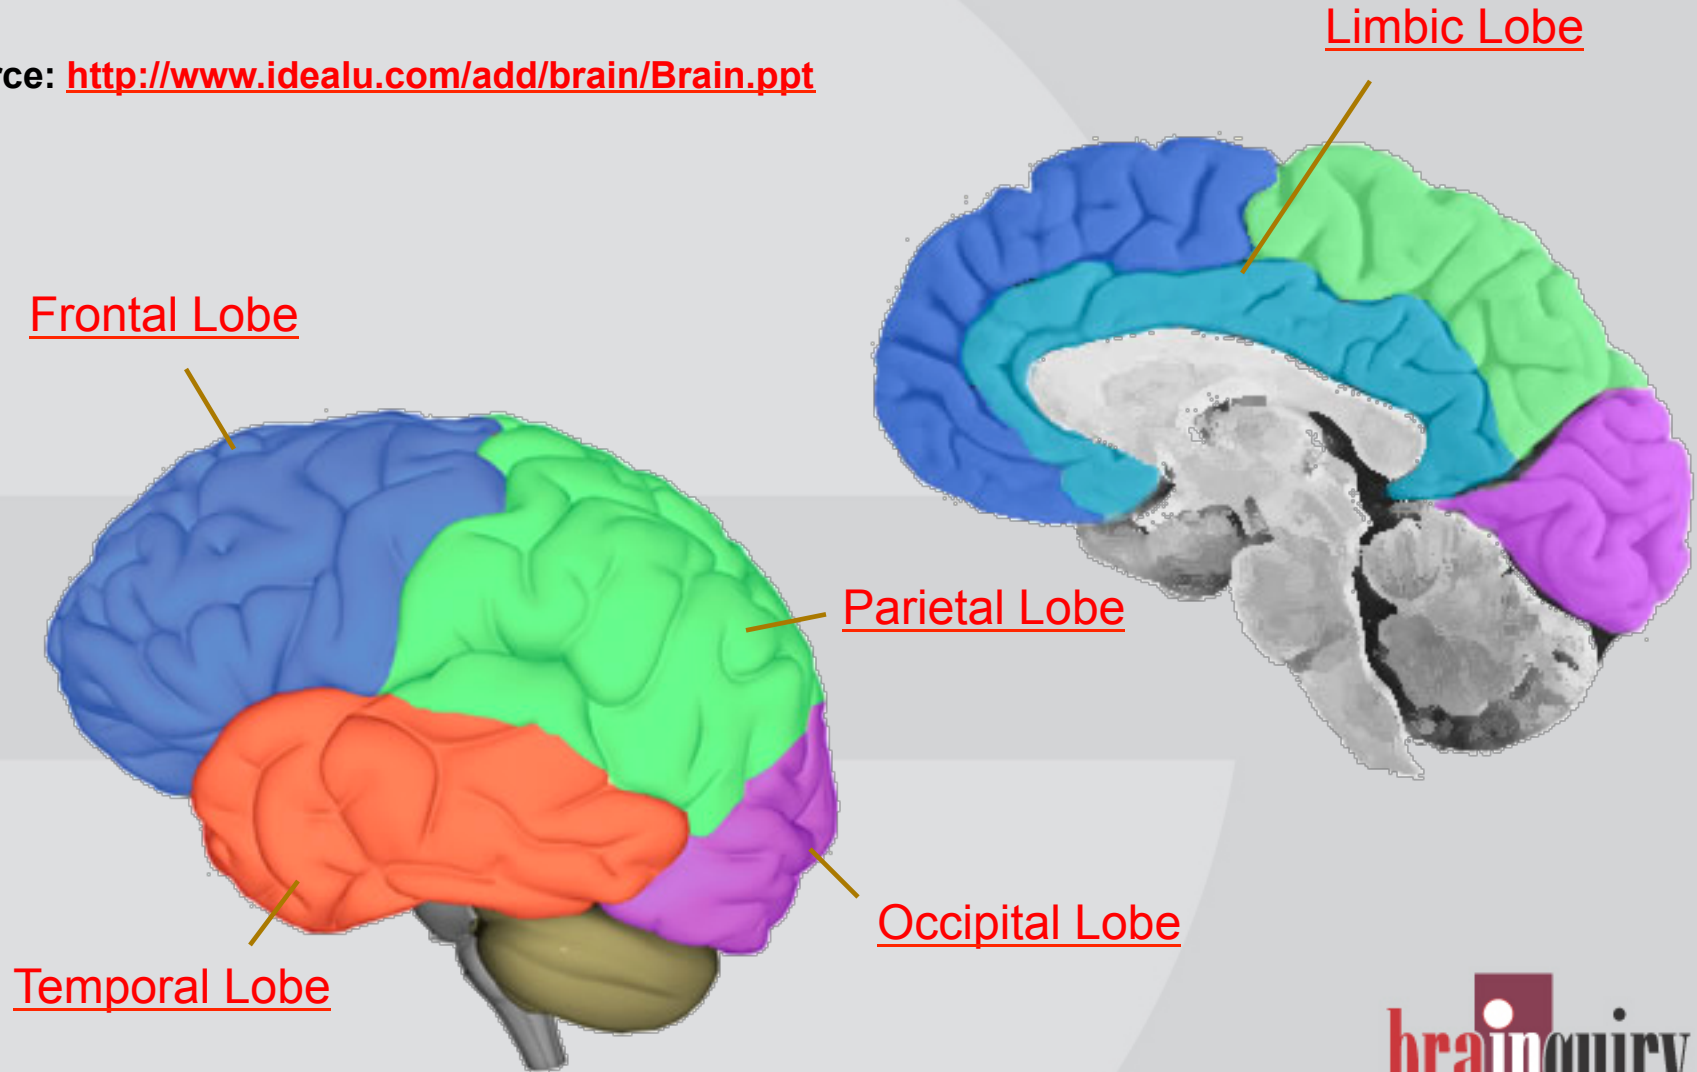 Limbic Lobe
rce: http://www.idealu.com/add/brain/Brain.ppt
Frontal Lobe
Parietal Lobe
Occipital Lobe
Temporal Lobe
brainquiry